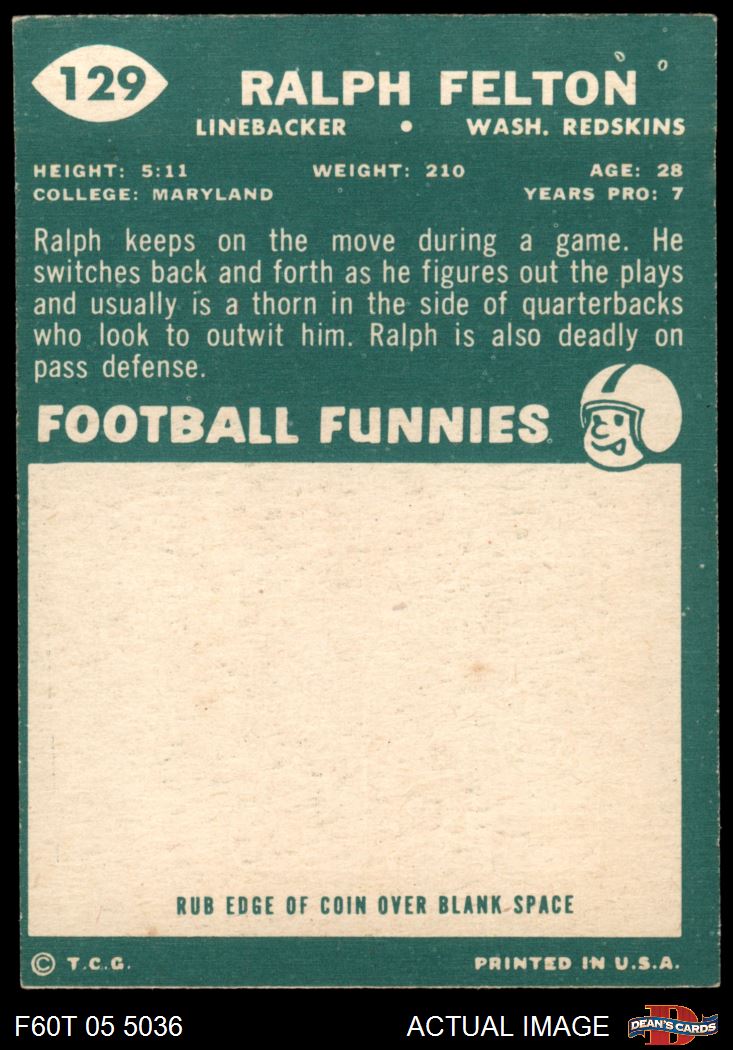 129
RALPH FELTON
LINEBACKER • WASH. REDSKINS
HEIGHT: 5:11 WEIGHT: 210 AGE: 28
COLLEGE: MARYLAND YEARS PRO: 7
Ralph keeps on the move during a game. He
switches back and forth as he figures out the plays
and usually is a thorn in the side of quarterbacks
who look to outwit him. Ralph is also deadly on
pass defense.
FOOTBALL FUNNIES
RUB EDGE OF COIN OVER BLANK SPACE
© T.C.G. PRINTED IN U.S.A.
F60T 05 5036 ACTUAL IMAGE D DEAN'S CARDS